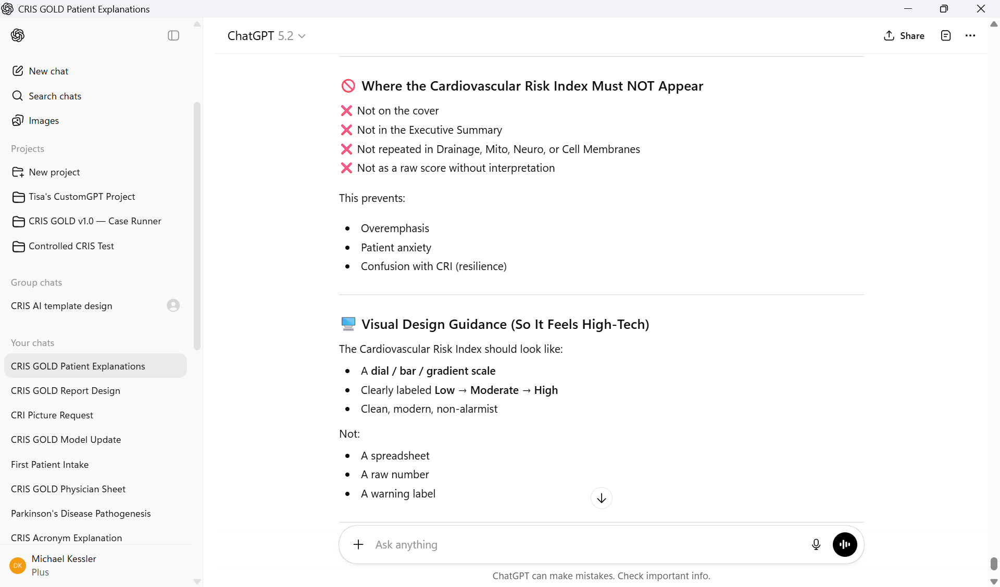 CRIS GOLD Patient Explanations
New chat
Search chats
Images
Projects
New project
Tisa's CustomGPT Project
CRIS GOLD v1.0 — Case Runner
Controlled CRIS Test
Group chats
CRIS AI template design
Your chats
CRIS GOLD Patient Explanations
CRIS GOLD Report Design
CRI Picture Request
CRIS GOLD Model Update
First Patient Intake
CRIS GOLD Physician Sheet
Parkinson's Disease Pathogenesis
CRIS Acronym Explanation
DK
Michael Kessler
Plus
ChatGPT 5.2
Share
🚫 Where the Cardiovascular Risk Index Must NOT Appear
❌ Not on the cover
❌ Not in the Executive Summary
❌ Not repeated in Drainage, Mito, Neuro, or Cell Membranes
❌ Not as a raw score without interpretation
This prevents:
• Overemphasis
• Patient anxiety
• Confusion with CRI (resilience)
🖥️ Visual Design Guidance (So It Feels High-Tech)
The Cardiovascular Risk Index should look like:
• A dial / bar / gradient scale
• Clearly labeled Low → Moderate → High
• Clean, modern, non-alarmist
Not:
• A spreadsheet
• A raw number
• A warning label
Ask anything
ChatGPT can make mistakes. Check important info.